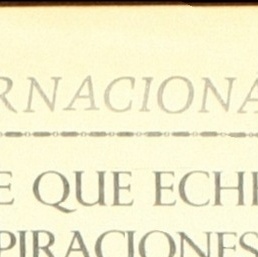 RNACIONA
E QUE ECHE
PIRACIONES